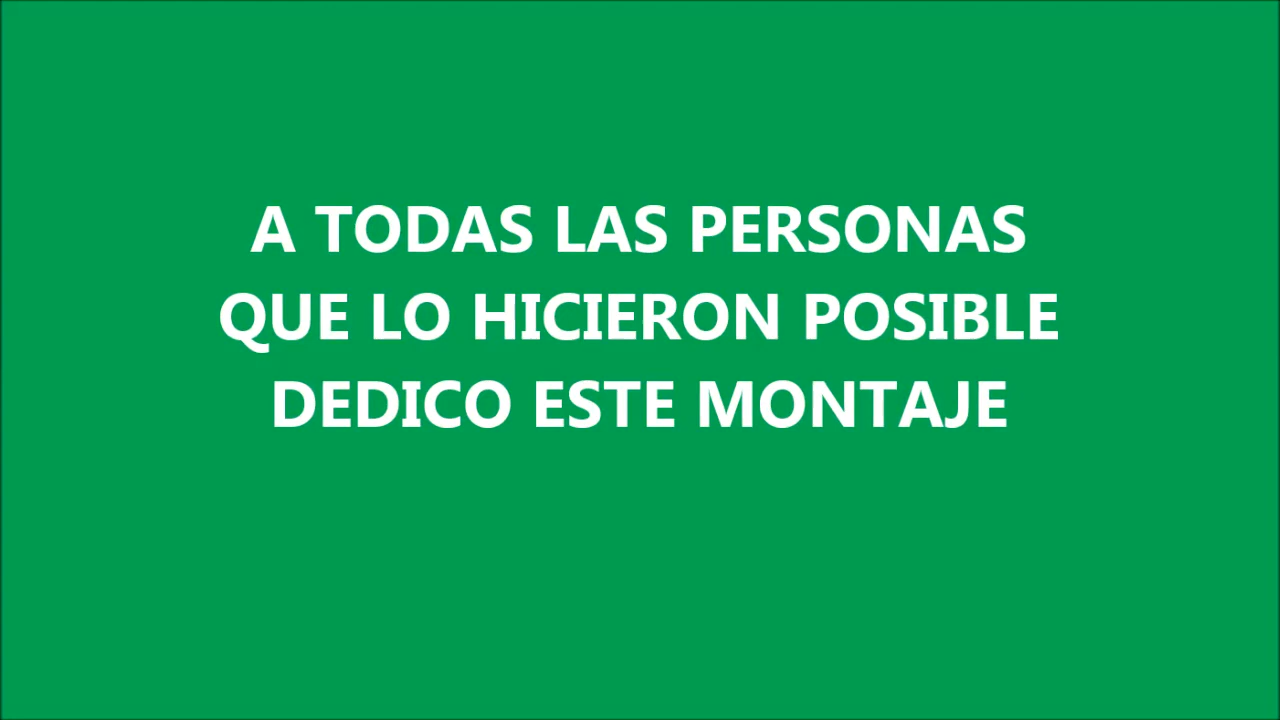 A TODAS LAS PERSONAS
QUE LO HICIERON POSIBLE
DEDICO ESTE MONTAJE